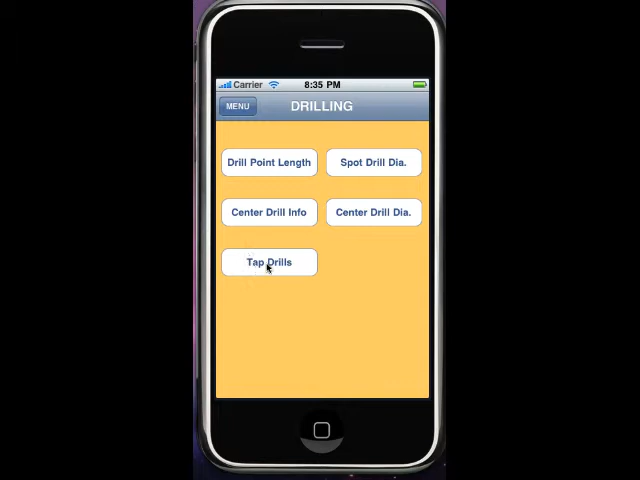 Carrier 8:35 PM
MENU DRILLING
Drill Point Length Spot Drill Dia.
Center Drill Info Center Drill Dia.
Tap Drills